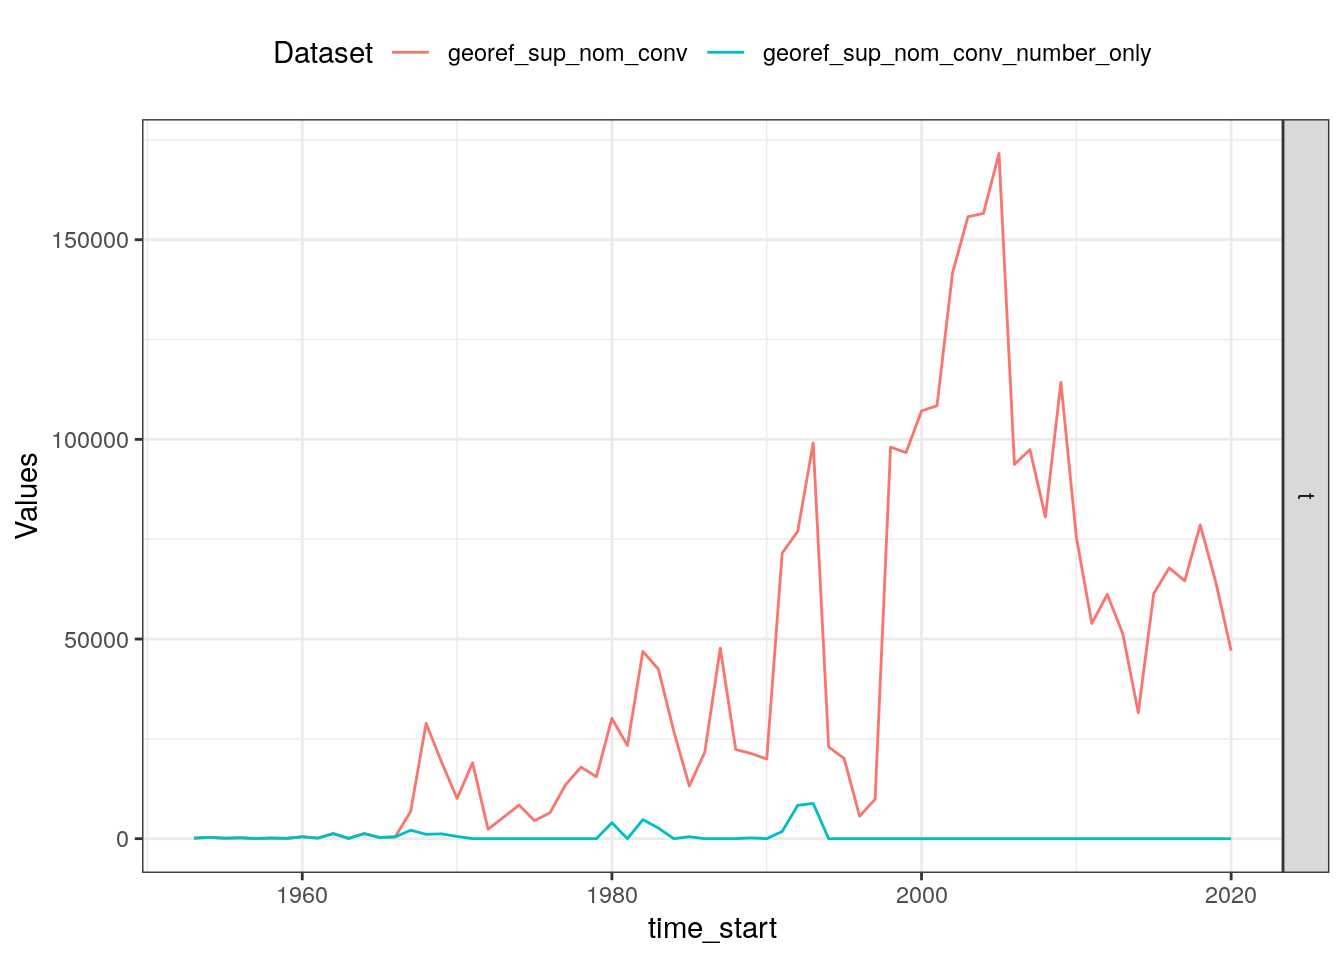 Dataset georef_sup_nom_conv georef_sup_nom_conv_number_only
150000
100000
50000
0
Values
t
1960 1980 2000 2020
time_start